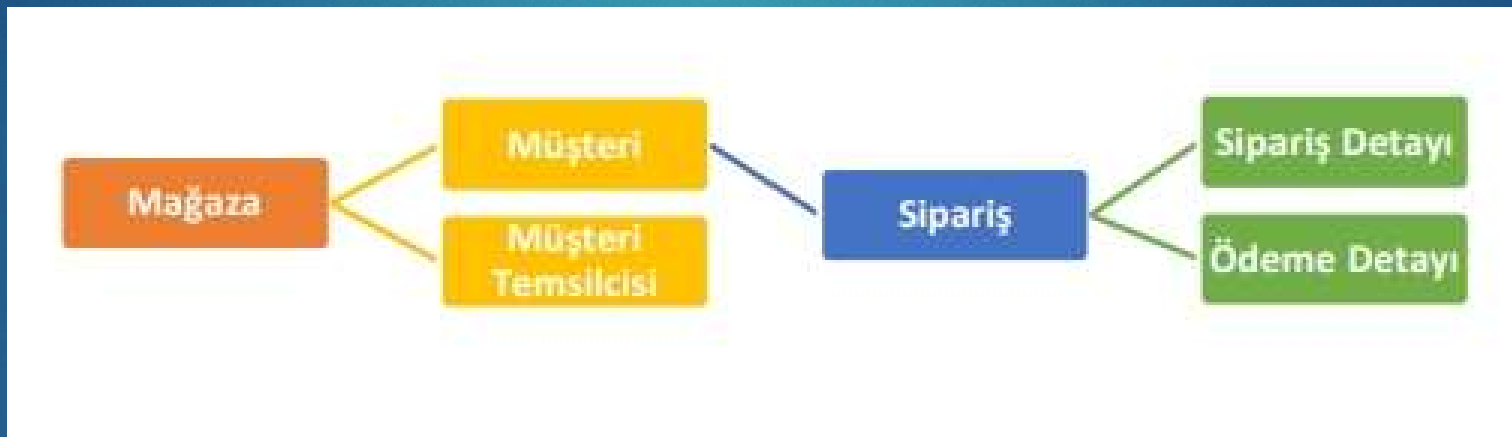 Mağaza
Müşteri
Müşteri
Temsilcisi
Sipariş
Sipariş Detayı
Ödeme Detayı